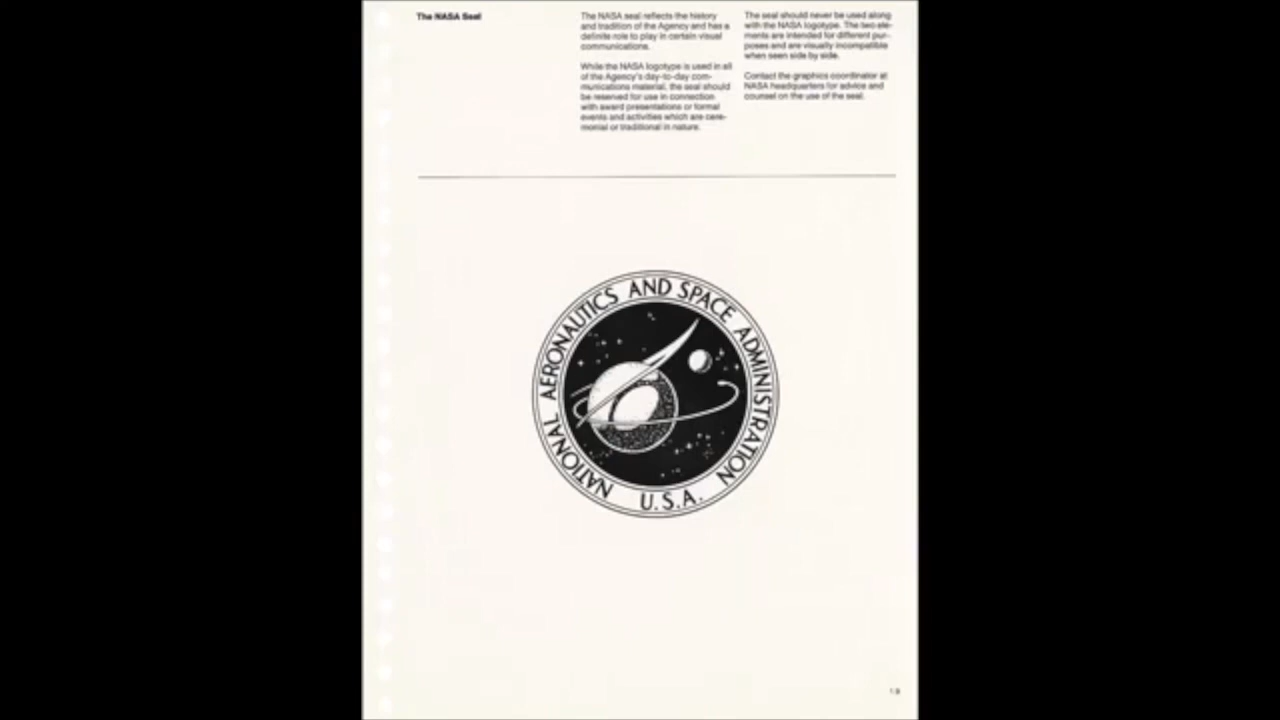 The NASA Seal
The NASA seal reflects the history
and tradition of the Agency and has a
definite role to play in certain visual
communications.
While the NASA logotype is used in all
of the Agency's day-to-day com-
munications material, the seal should
be reserved for use in connection
with award presentations or formal
events and activities which are cere-
monial or traditional in nature.
The seal should never be used along
with the NASA logotype. The two ele-
ments are intended for different pur-
poses and are visually incompatible
when seen side by side.
Contact the graphics coordinator at
NASA headquarters for advice and
counsel on the use of the seal.
NATIONAL AERONAUTICS AND SPACE ADMINISTRATION
U.S.A.